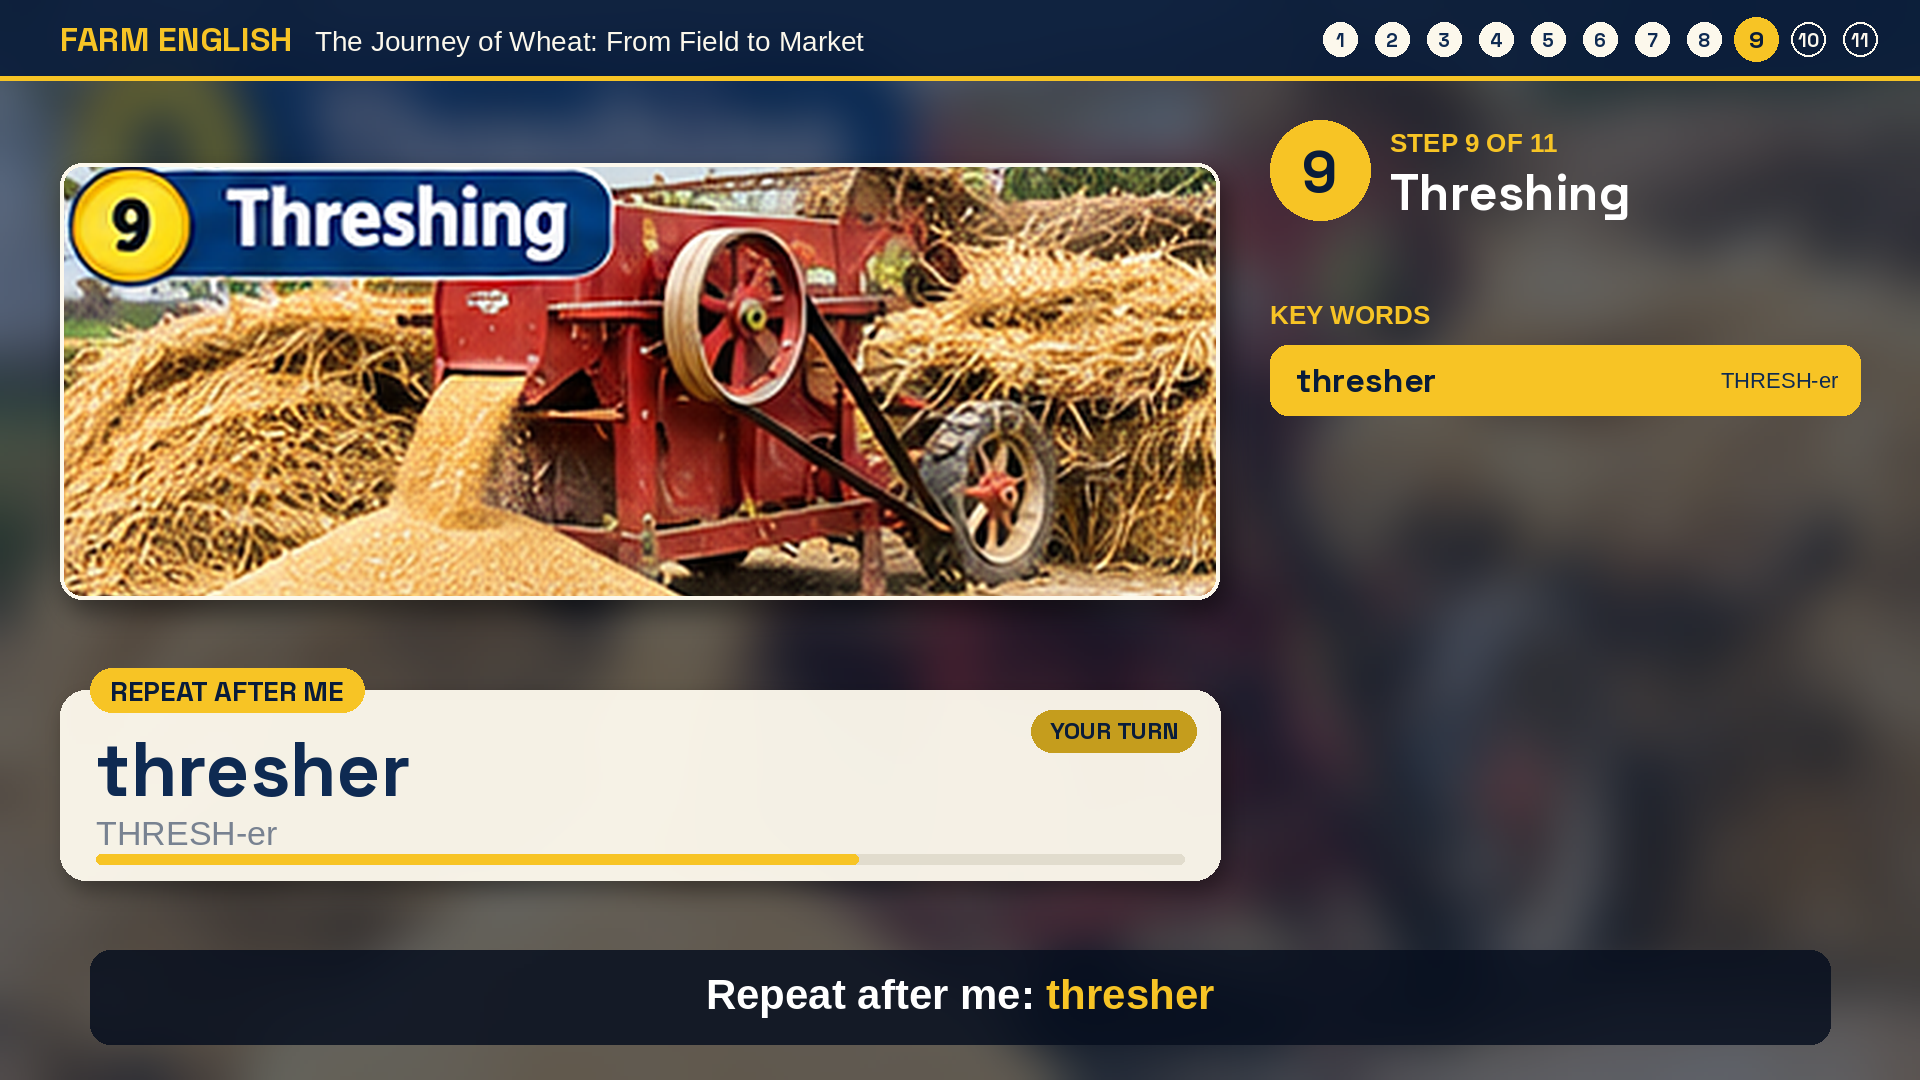 FARM ENGLISH The Journey of Wheat: From Field to Market 1 2 3 4 5 6 7 8 9 10 11
9 Threshing
9 STEP 9 OF 11
Threshing
KEY WORDS
thresher THRESH-er
REPEAT AFTER ME
YOUR TURN
thresher
THRESH-er
Repeat after me: thresher